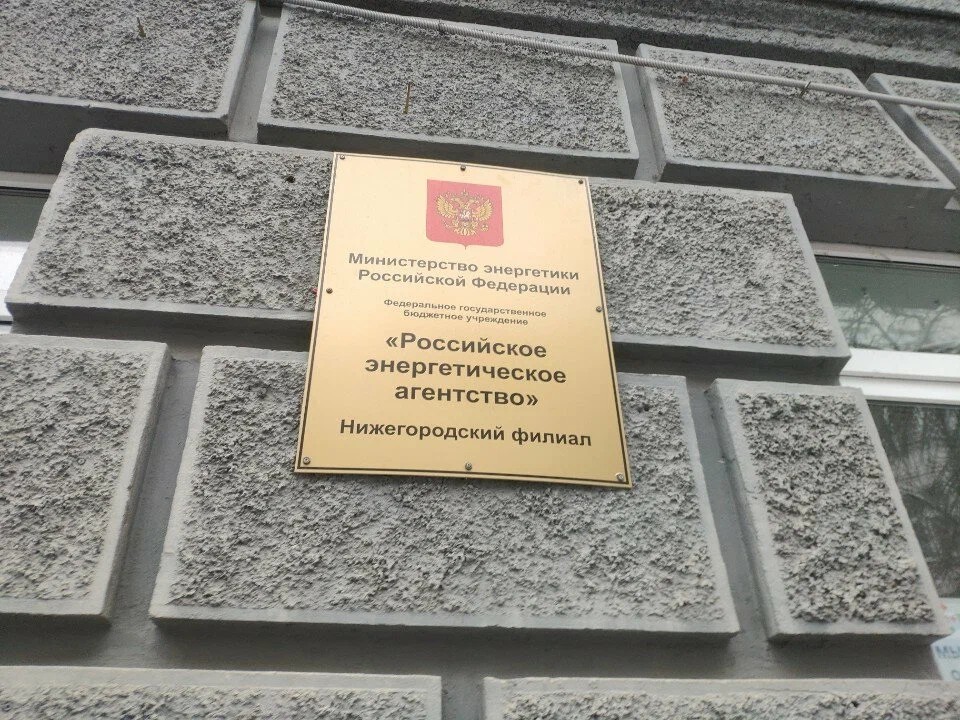 Министерство энергетики
Российской Федерации
Федеральное государственное
бюджетное учреждение
«Российское
энергетическое
агентство»
Нижегородский филиал